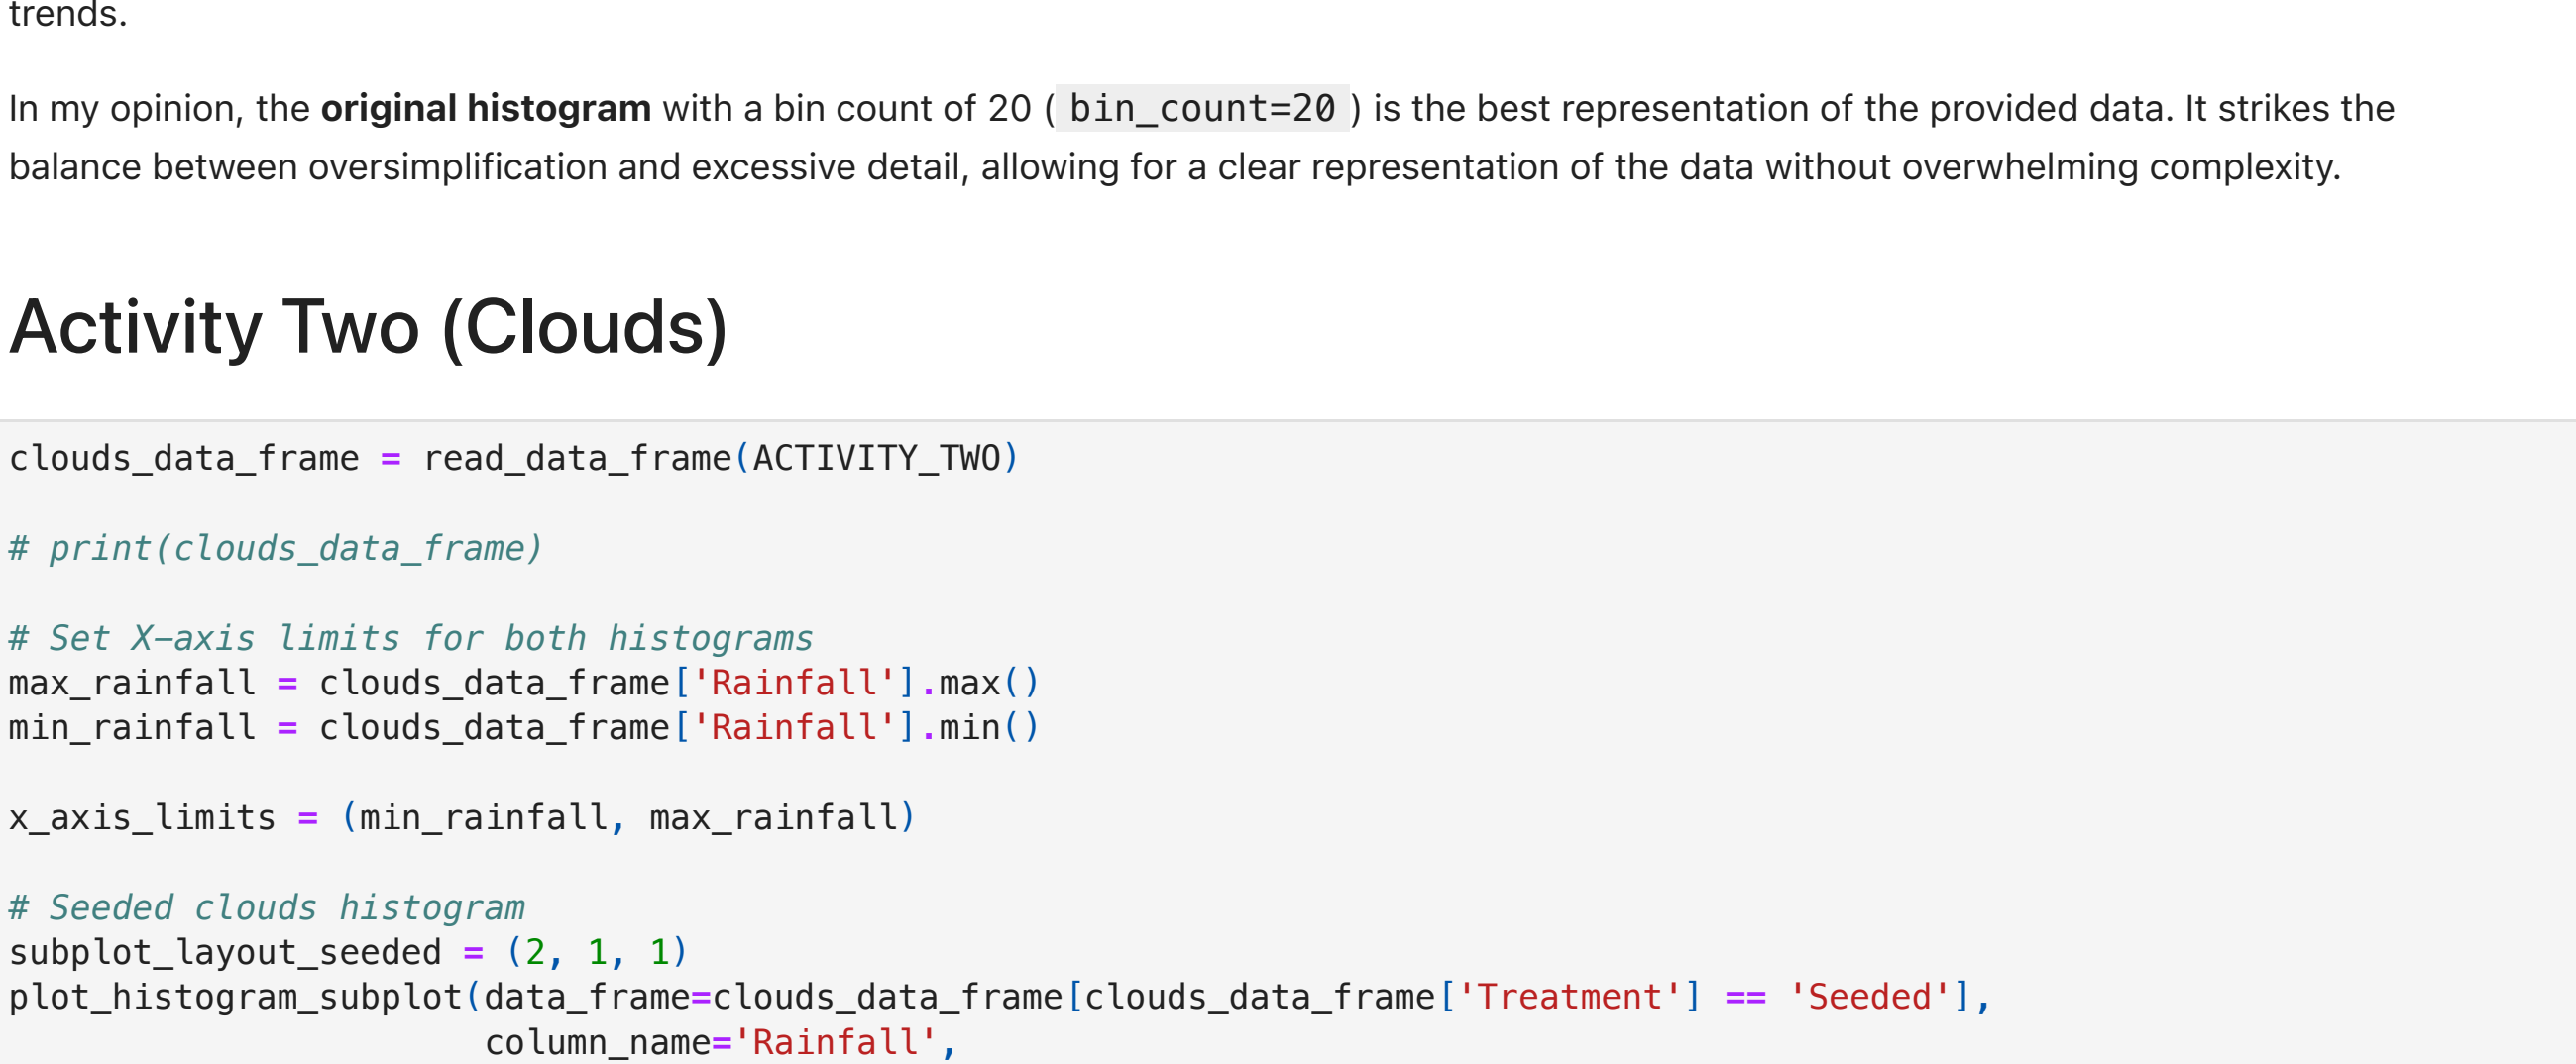 trends.
In my opinion, the original histogram with a bin count of 20 ( bin_count=20 ) is the best representation of the provided data. It strikes the
balance between oversimplification and excessive detail, allowing for a clear representation of the data without overwhelming complexity.
Activity Two (Clouds)
clouds_data_frame = read_data_frame(ACTIVITY_TWO)
# print(clouds_data_frame)
# Set X-axis limits for both histograms
max_rainfall = clouds_data_frame['Rainfall'].max()
min_rainfall = clouds_data_frame['Rainfall'].min()
x_axis_limits = (min_rainfall, max_rainfall)
# Seeded clouds histogram
subplot_layout_seeded = (2, 1, 1)
plot_histogram_subplot(data_frame=clouds_data_frame[clouds_data_frame['Treatment'] == 'Seeded'],
column_name='Rainfall',